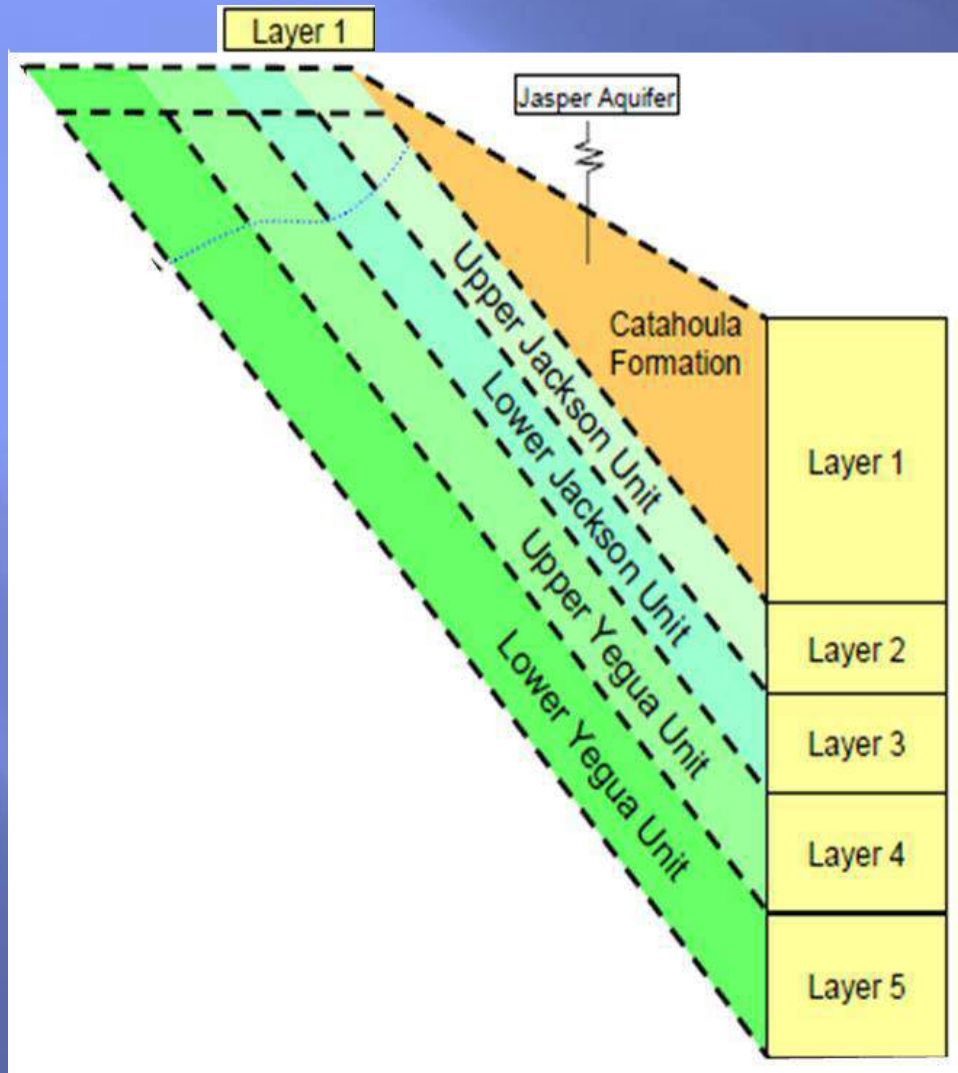 Layer 1
Jasper Aquifer
Catahoula
Formation
Upper Jackson Unit
Lower Jackson Unit
Upper Yegua Unit
Lower Yegua Unit
Layer 1
Layer 2
Layer 3
Layer 4
Layer 5